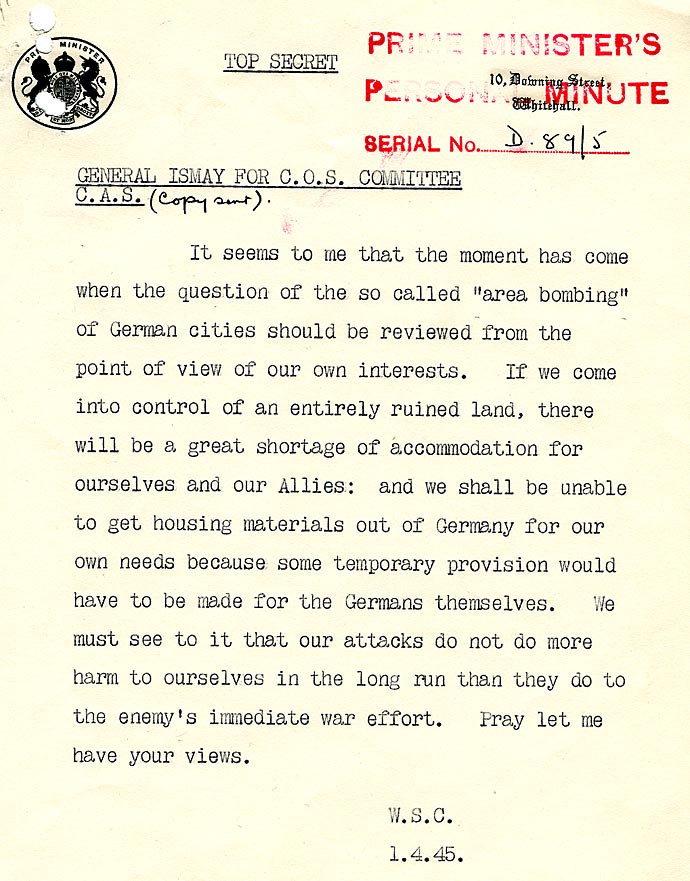 PRIME MINISTER
TOP SECRET
PRIME MINISTER'S
10, Downing Street,
Whitehall.
PERSONAL MINUTE
SERIAL No. D. 89/5
GENERAL ISMAY FOR C.O.S. COMMITTEE
C.A.S. (Copy sent).
It seems to me that the moment has come
when the question of the so called "area bombing"
of German cities should be reviewed from the
point of view of our own interests. If we come
into control of an entirely ruined land, there
will be a great shortage of accommodation for
ourselves and our Allies: and we shall be unable
to get housing materials out of Germany for our
own needs because some temporary provision would
have to be made for the Germans themselves. We
must see to it that our attacks do not do more
harm to ourselves in the long run than they do to
the enemy's immediate war effort. Pray let me
have your views.
W.S.C.
1.4.45.